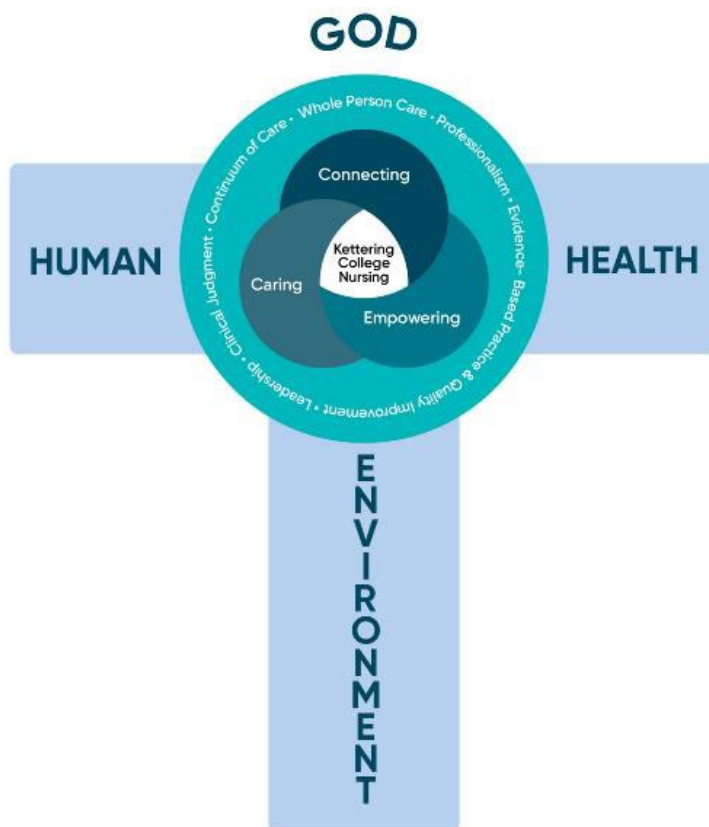 GOD
Whole Person Care • Professionalism • Evidence-Based Practice & Quality Improvement • Leadership • Clinical Judgment • Continuum of Care •
Connecting
HUMAN
Kettering
College
Nursing
HEALTH
Caring
Empowering
ENVIRONMENT